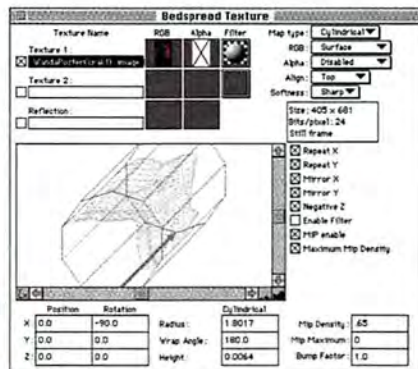 Bedspread Texture
Texture Name RGB Alpha Filter
Map type: Cylindrical
Texture 1: RGB: Surface
Alpha: Disabled
Texture 2: Align: Top
Softness: Sharp
Reflection: Size: 405 x 681
Bits/pixel: 24
Still frame
Repeat X
Repeat Y
Mirror X
Mirror Y
Negative Z
Enable Filter
MIP enable
Maximum Mip Density
Position Rotation Cylindrical
X 0.0 -90.0 Radius: 1.8017 Mip Density: .65
Y: 0.0 0.0 Wrap Angle: 180.0 Mip Maximum: 0
Z: 0.0 0.0 Height: 0.0064 Bump Factor: 1.0